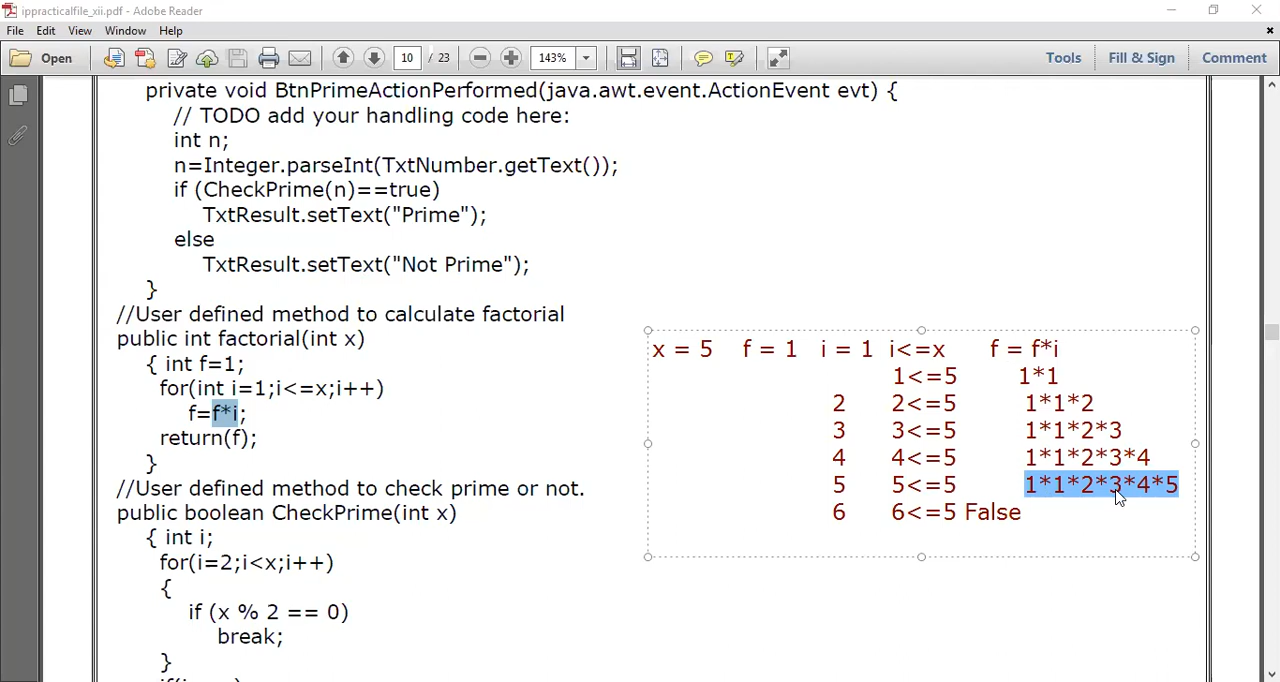 ippracticalfile_xii.pdf - Adobe Reader
File Edit View Window Help
Open 10 / 23 143% Tools Fill & Sign Comment
private void BtnPrimeActionPerformed(java.awt.event.ActionEvent evt) {
// TODO add your handling code here:
int n;
n=Integer.parseInt(TxtNumber.getText());
if (CheckPrime(n)==true)
TxtResult.setText("Prime");
else
TxtResult.setText("Not Prime");
}
//User defined method to calculate factorial
public int factorial(int x)
{ int f=1;
for(int i=1;i<=x;i++)
f=f*i;
return(f);
}
//User defined method to check prime or not.
public boolean CheckPrime(int x)
{ int i;
for(i=2;i<x;i++)
{
if (x % 2 == 0)
break;
}
x = 5 f = 1 i = 1 i<=x f = f*i
1<=5 1*1
2 2<=5 1*1*2
3 3<=5 1*1*2*3
4 4<=5 1*1*2*3*4
5 5<=5 1*1*2*3*4*5
6 6<=5 False